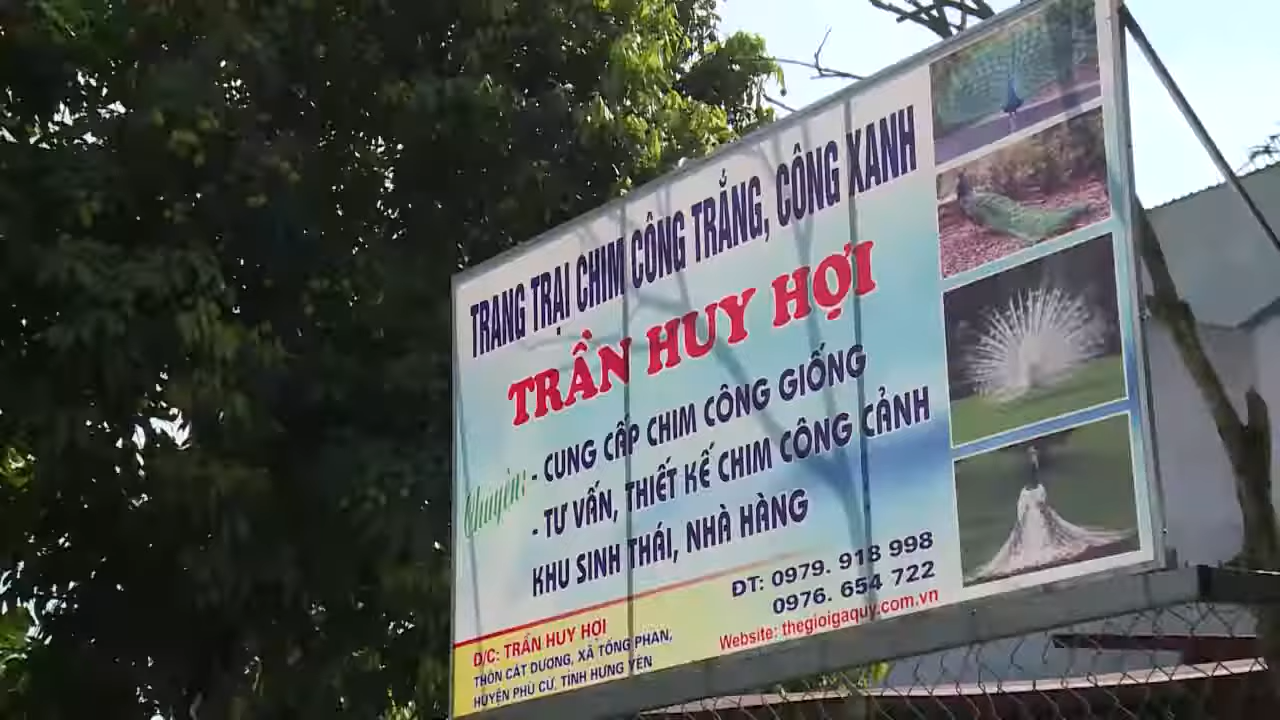 TRANG TRẠI CHIM CÔNG TRẮNG, CÔNG XANH
TRẦN HUY HỢI
Chuyên:
- CUNG CẤP CHIM CÔNG GIỐNG
- TƯ VẤN, THIẾT KẾ CHIM CÔNG CẢNH
KHU SINH THÁI, NHÀ HÀNG
ĐT: 0979. 918 998
0976. 654 722
Website: thegioigaquy.com.vn
Đ/C: TRẦN HUY HỢI
THÔN CÁT DƯƠNG, XÃ TỐNG PHAN,
HUYỆN PHÙ CỪ, TỈNH HƯNG YÊN